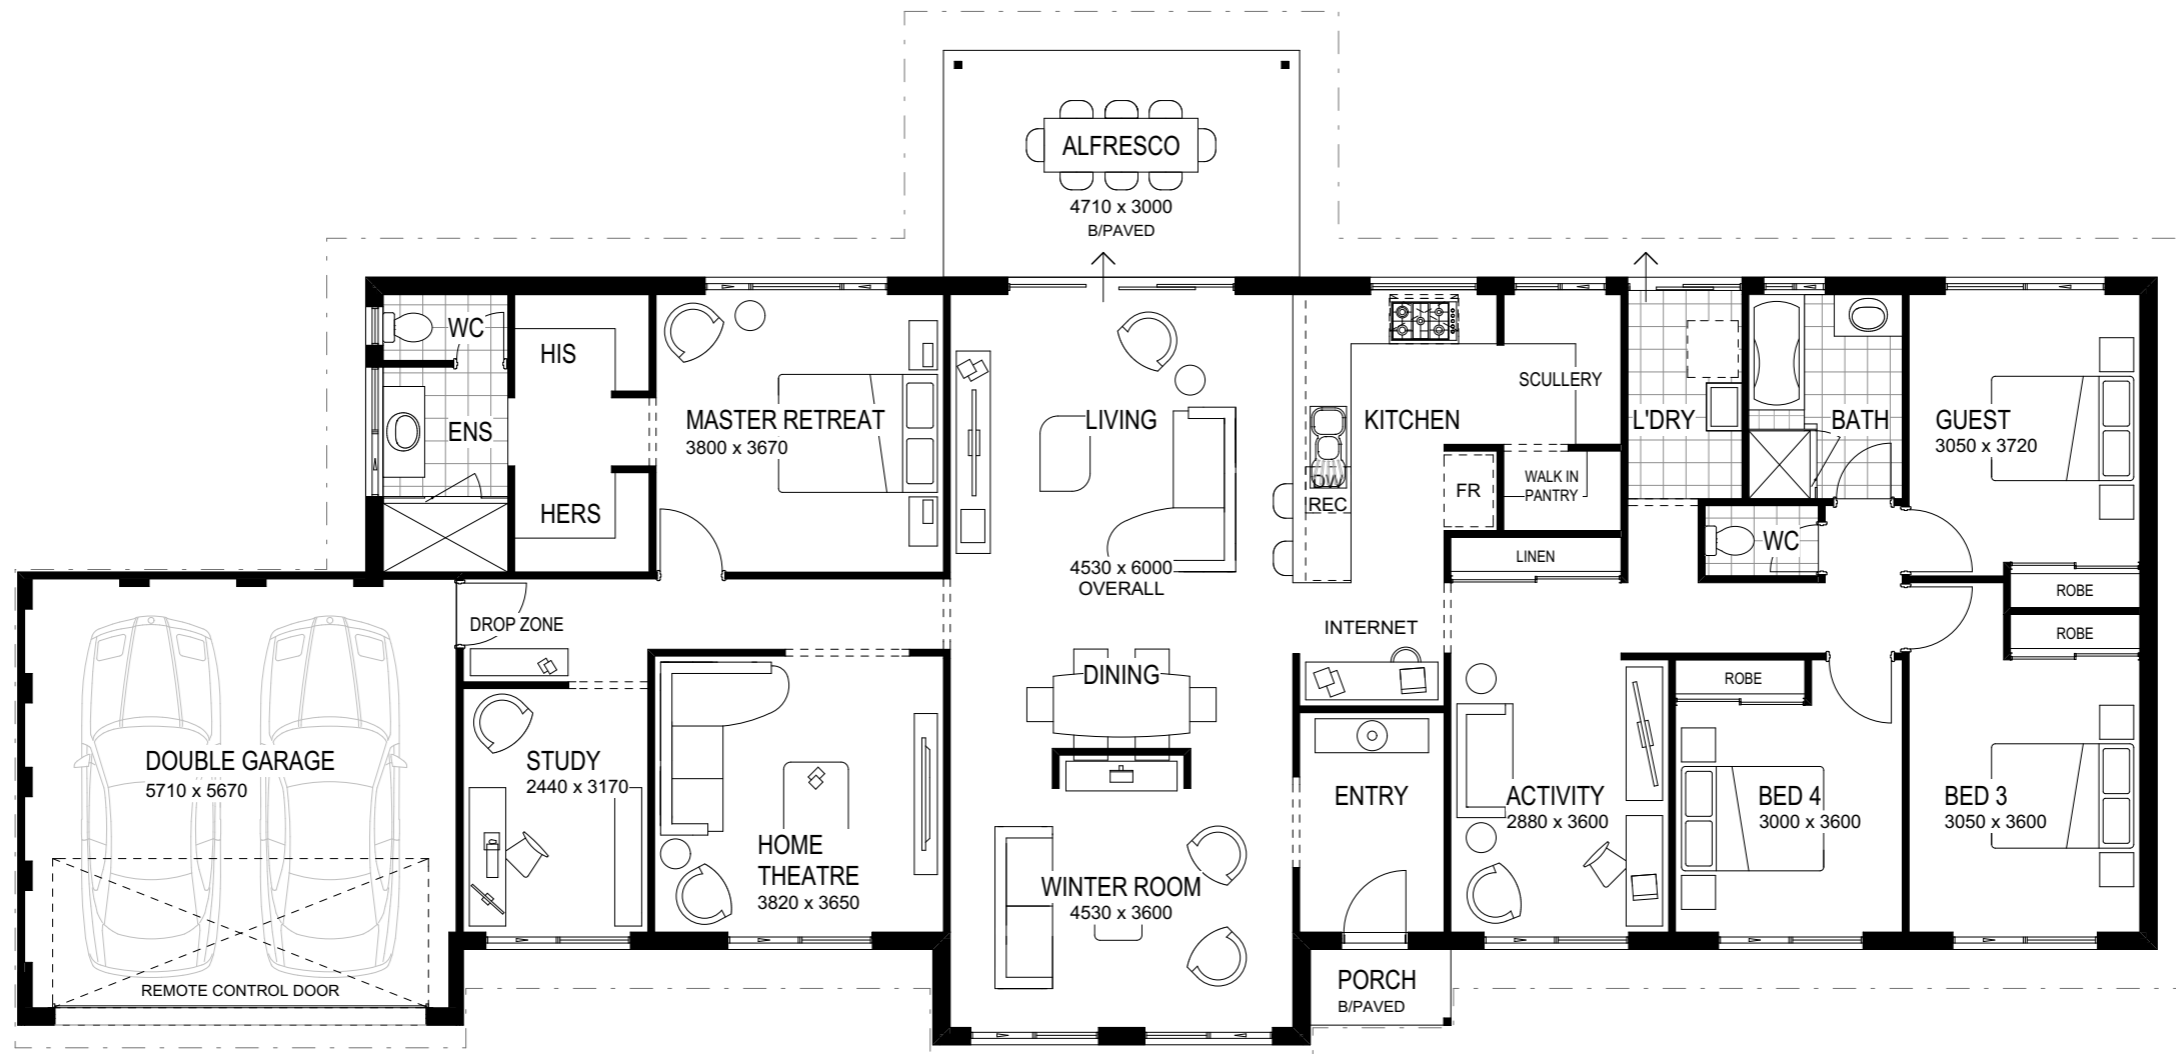 ALFRESCO
4710 x 3000
B/PAVED
WC
HIS
ENS
HERS
MASTER RETREAT
3800 x 3670
LIVING
4530 x 6000
OVERALL
KITCHEN
DW
REC
FR
SCULLERY
WALK IN
PANTRY
LINEN
L'DRY
BATH
WC
GUEST
3050 x 3720
ROBE
ROBE
DROP ZONE
INTERNET
DINING
ROBE
DOUBLE GARAGE
5710 x 5670
REMOTE CONTROL DOOR
STUDY
2440 x 3170
HOME
THEATRE
3820 x 3650
WINTER ROOM
4530 x 3600
ENTRY
PORCH
B/PAVED
ACTIVITY
2880 x 3600
BED 4
3000 x 3600
BED 3
3050 x 3600